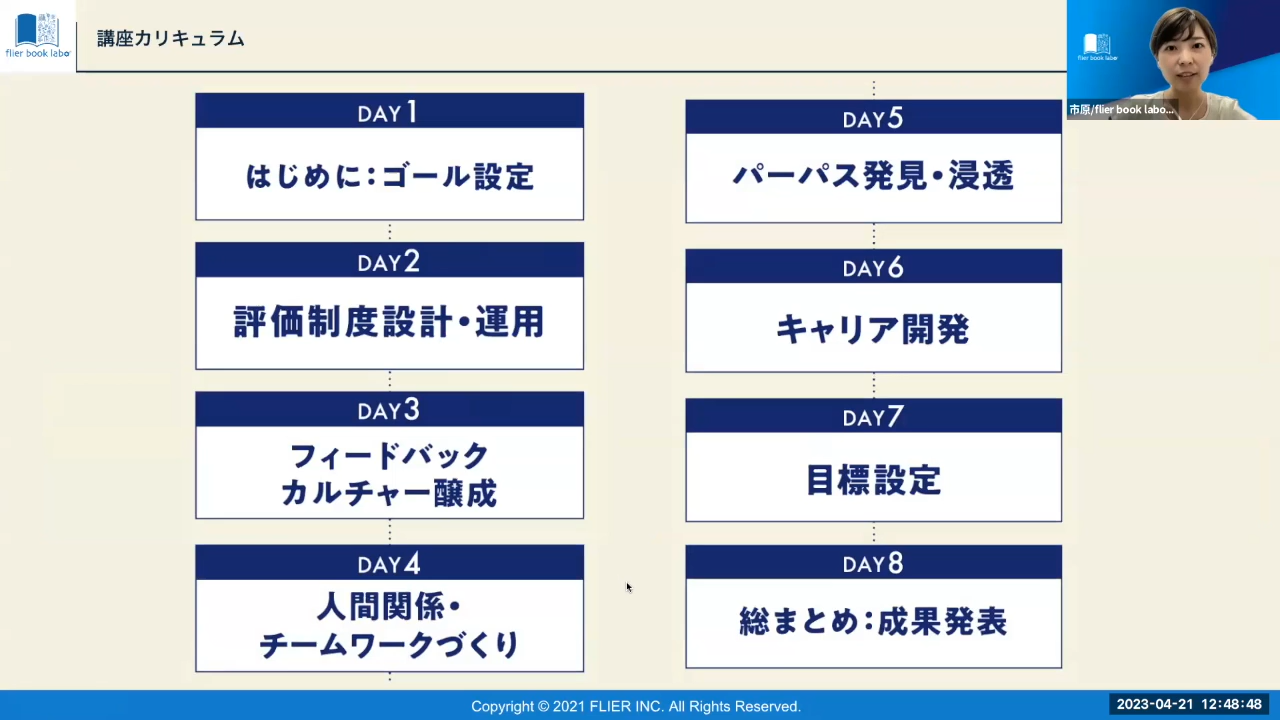 flier book labo
講座カリキュラム
flier book labo
市原/flier book labo...
DAY1
はじめに：ゴール設定
DAY2
評価制度設計・運用
DAY3
フィードバック
カルチャー醸成
DAY4
人間関係・
チームワークづくり
DAY5
パーパス発見・浸透
DAY6
キャリア開発
DAY7
目標設定
DAY8
総まとめ：成果発表
Copyright © 2021 FLIER INC. All Rights Reserved.
2023-04-21 12:48:48